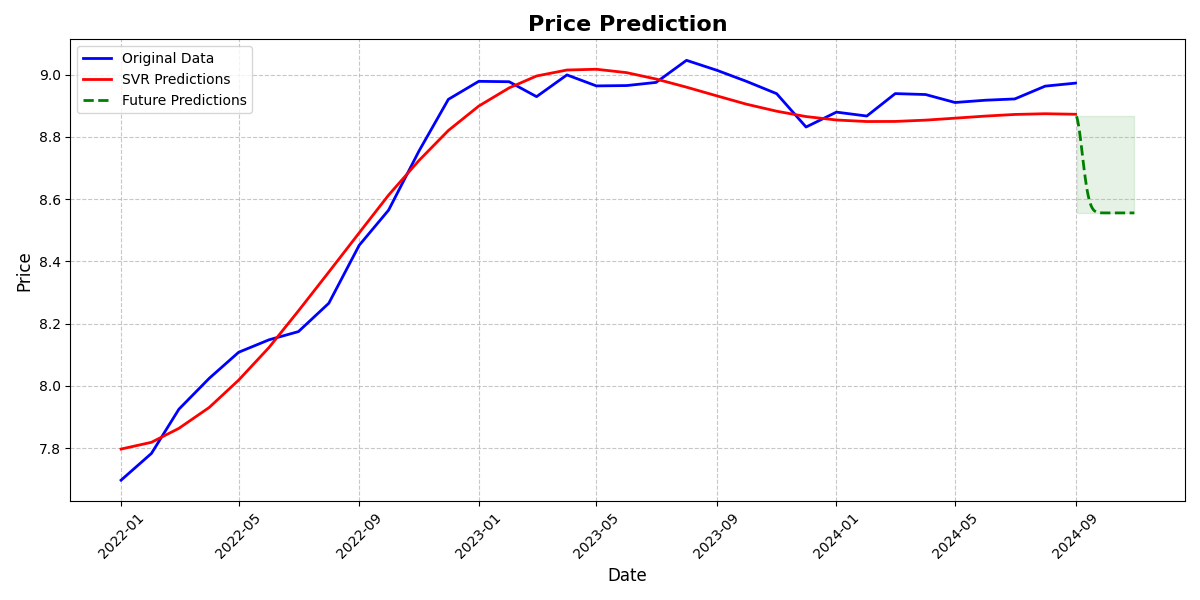 Price Prediction
Original Data
SVR Predictions
Future Predictions
Price
9.0
8.8
8.6
8.4
8.2
8.0
7.8
2022-01
2022-05
2022-09
2023-01
2023-05
2023-09
2024-01
2024-05
2024-09
Date